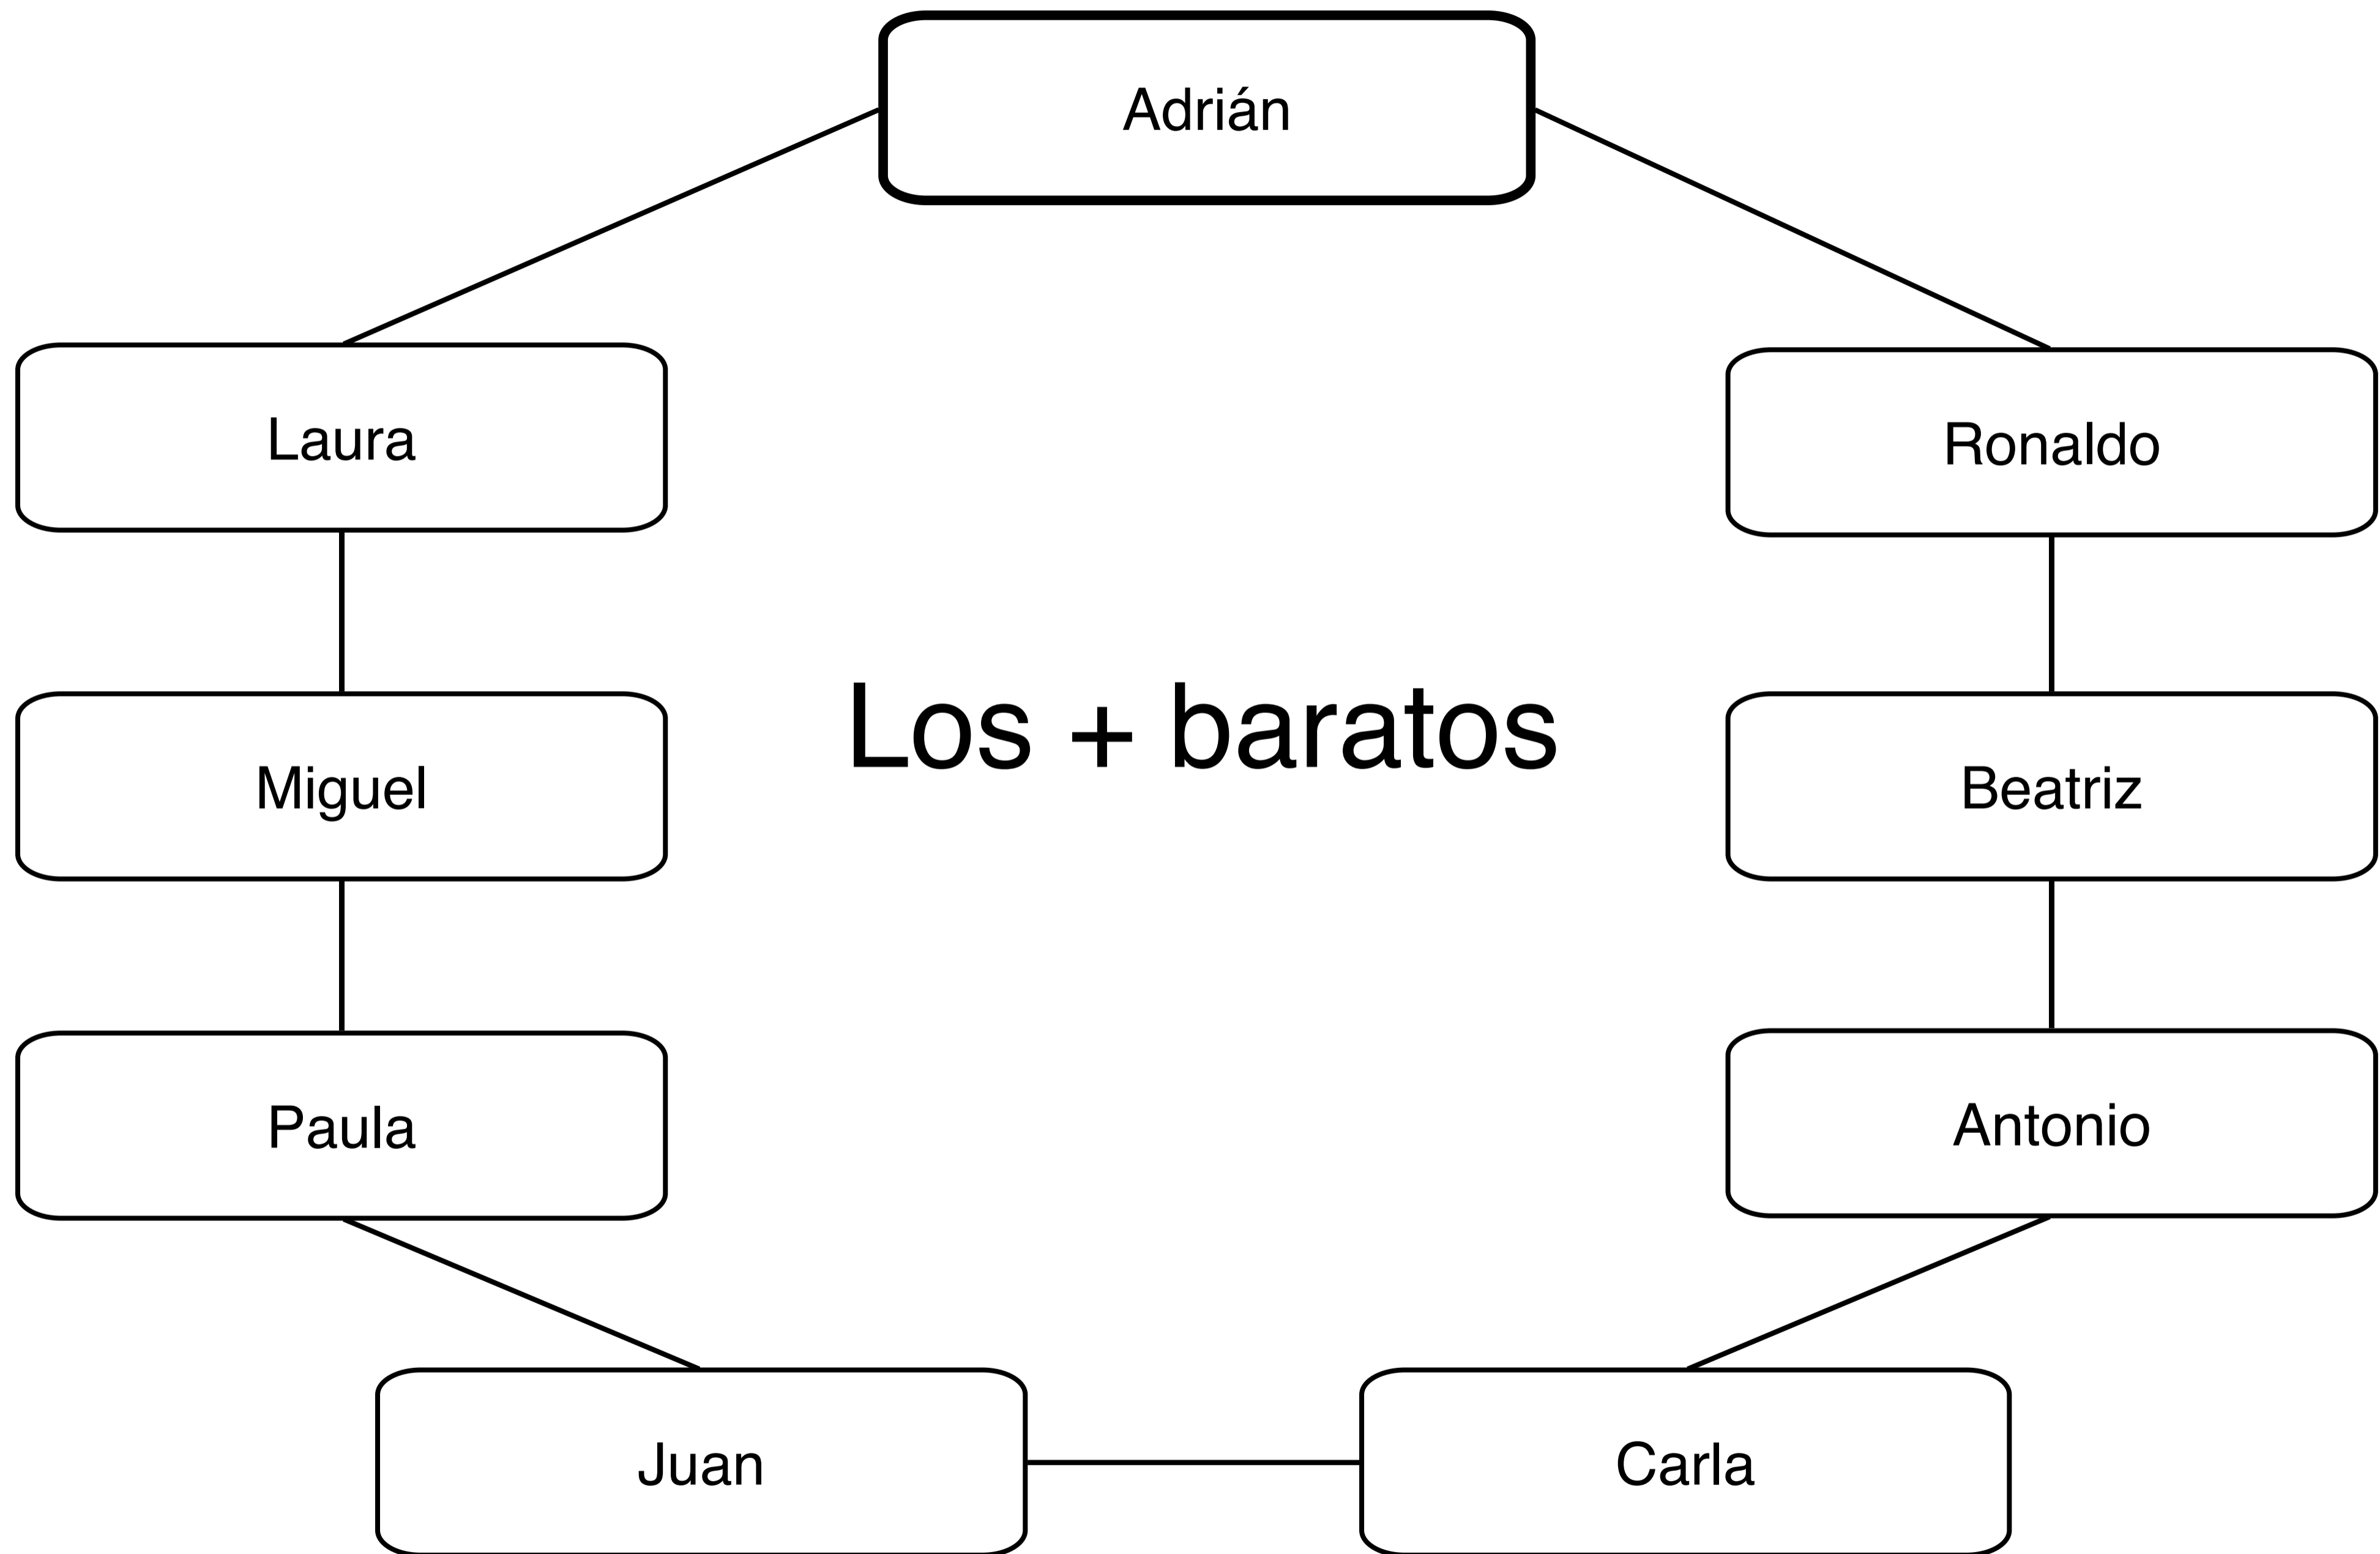 Adrián
Laura
Ronaldo
Los + baratos
Miguel
Beatriz
Paula
Antonio
Juan
Carla